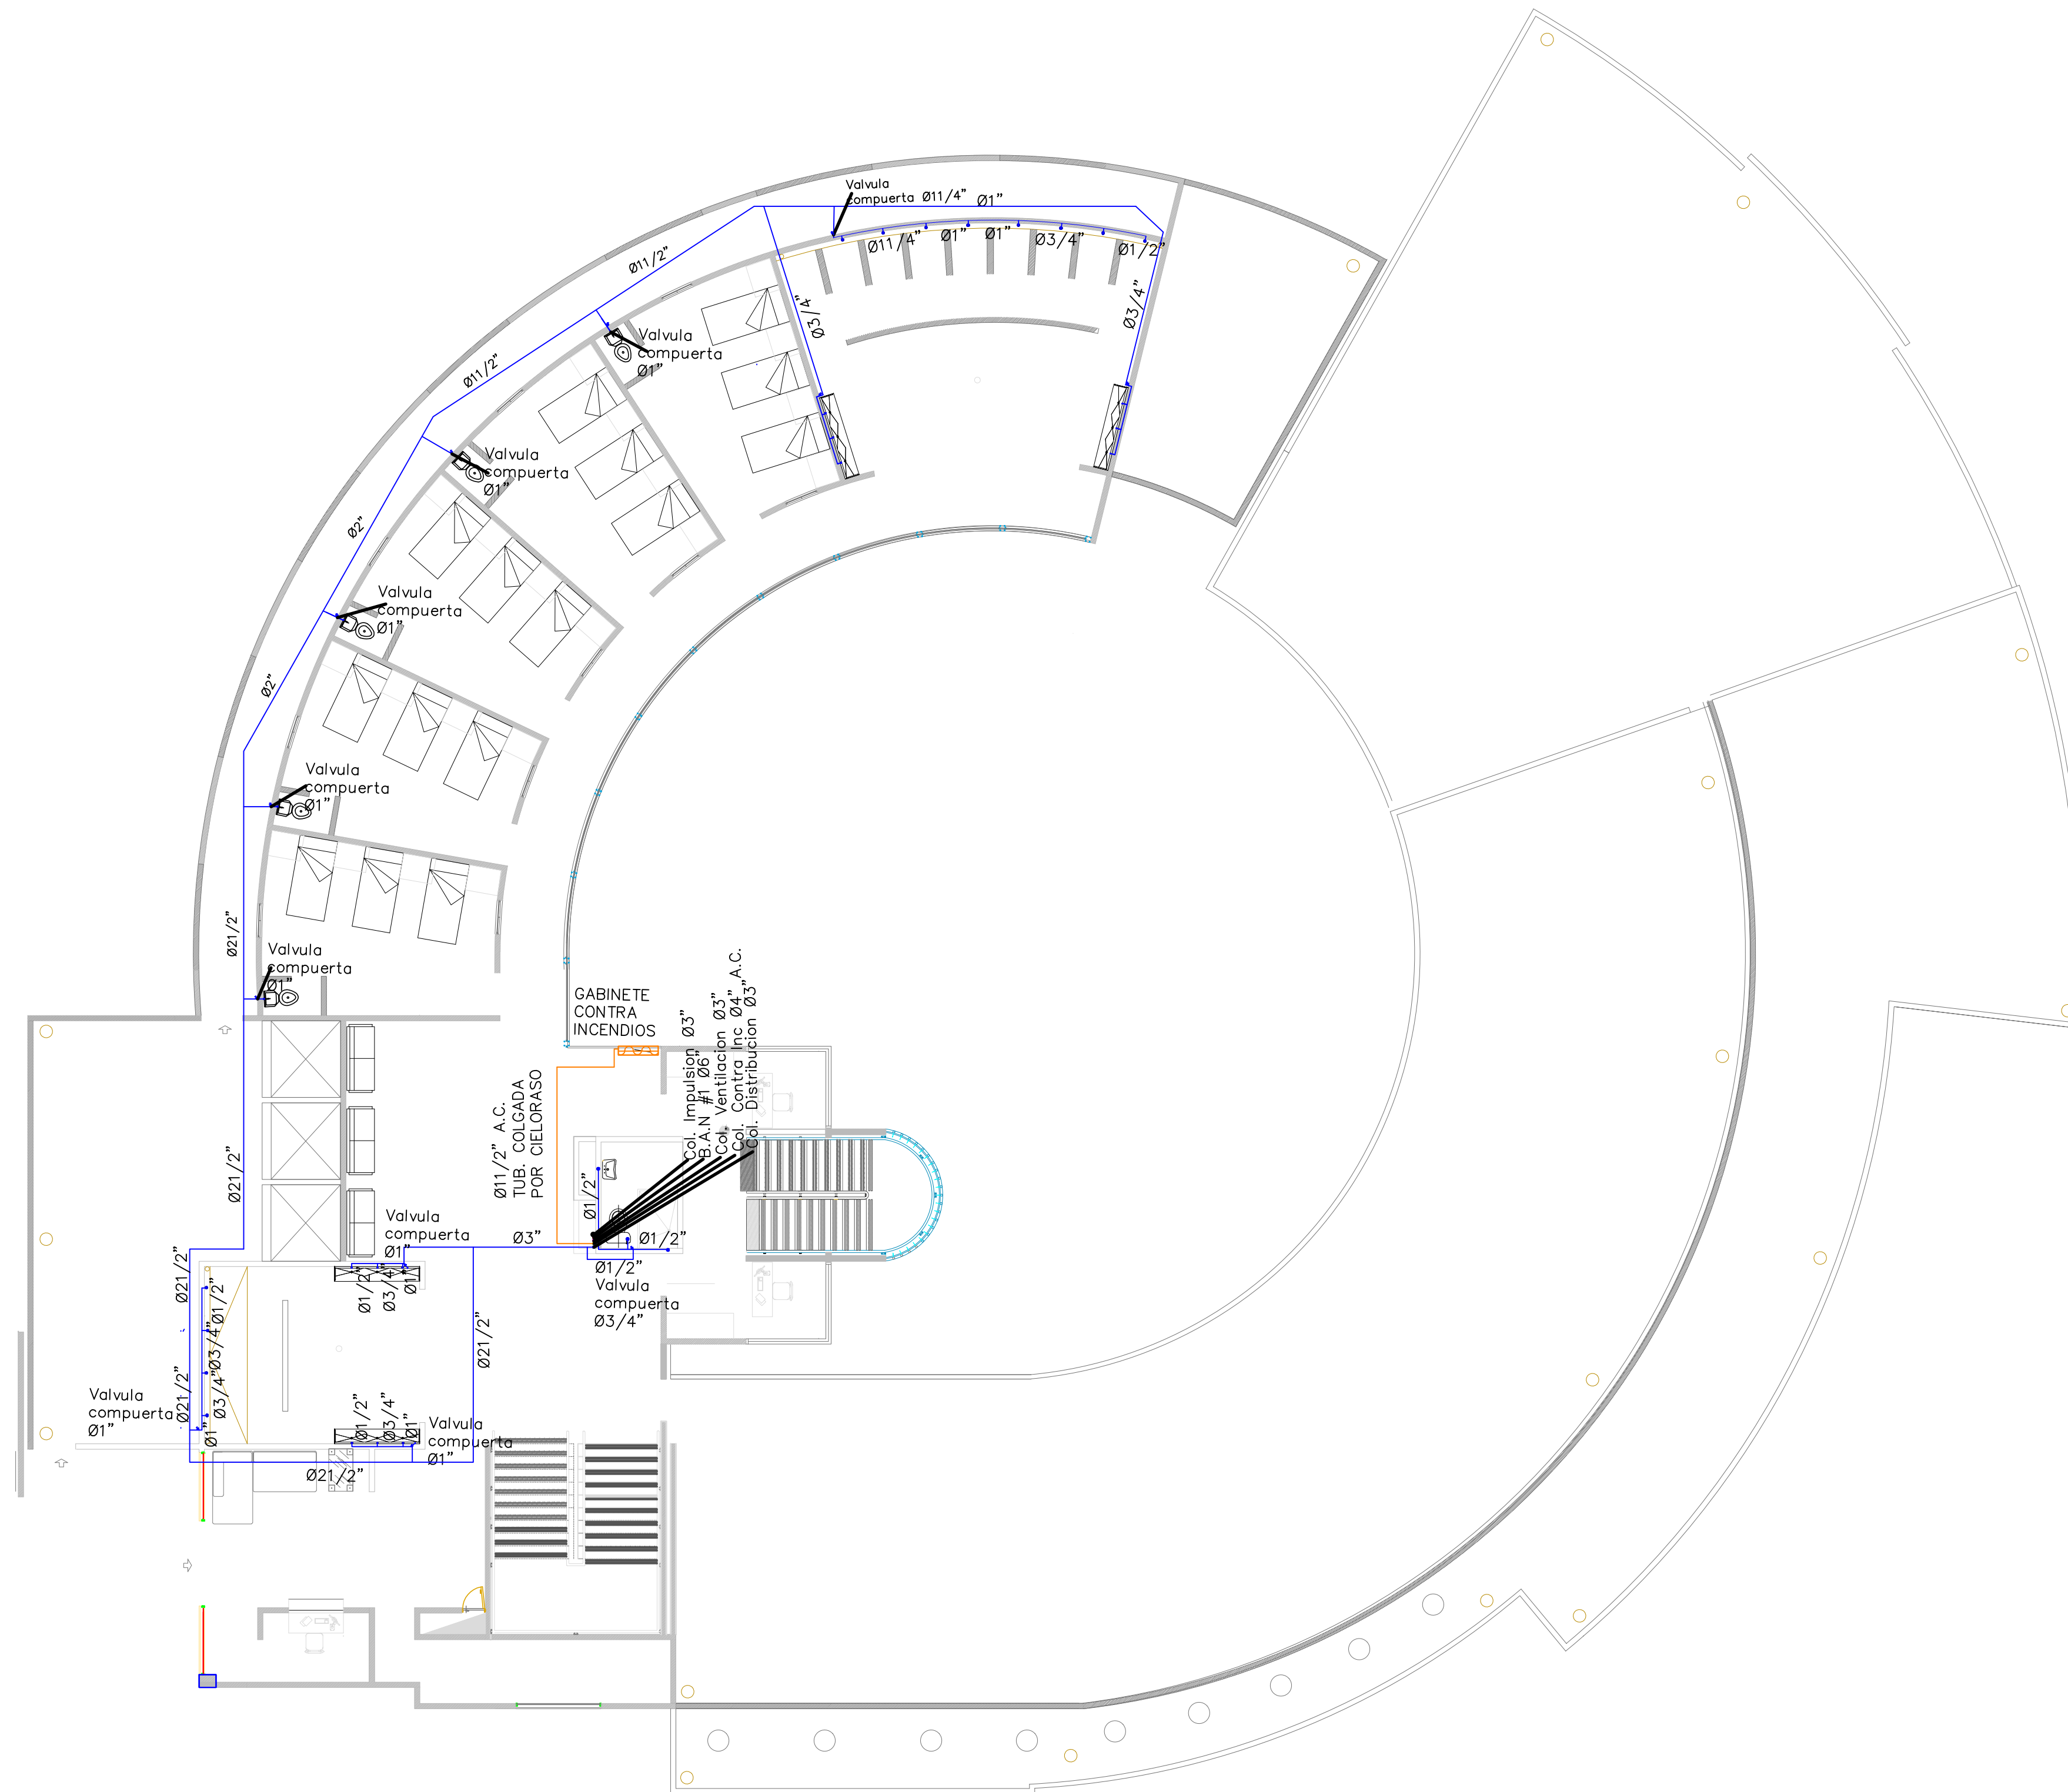 Valvula
compuerta Ø11/4"
Ø1"
Ø11/4"
Ø1"
Ø1"
Ø3/4"
Ø1/2"
Ø3/4"
Ø3/4"
Ø11/2"
Valvula
compuerta
Ø1"
Ø11/2"
Valvula
compuerta
Ø1"
Ø2"
Valvula
compuerta
Ø1"
Ø2"
Valvula
compuerta
Ø1"
Ø21/2"
Valvula
compuerta
Ø1"
GABINETE
CONTRA
INCENDIOS
Col. Impulsion Ø3"
B.A.N #1 Ø6"
Col. Ventilacion Ø3"
Col. Contra Inc Ø4" A.C.
Col. Distribucion Ø3"
Ø11/2" A.C.
TUB. COLGADA
POR CIELORASO
Ø21/2"
Ø1/2"
Valvula
compuerta
Ø1"
Ø3"
Ø1/2"
Ø1/2"
Valvula
compuerta
Ø3/4"
Ø21/2"
Ø1/2"
Ø1/2"
Ø3/4"
Ø1"
Ø3/4"
Ø21/2"
Ø21/2"
Ø3/4"
Ø1"
Valvula
compuerta
Ø1"
Ø1/2"
Ø3/4"
Ø1"
Valvula
compuerta
Ø1"
Ø21/2"